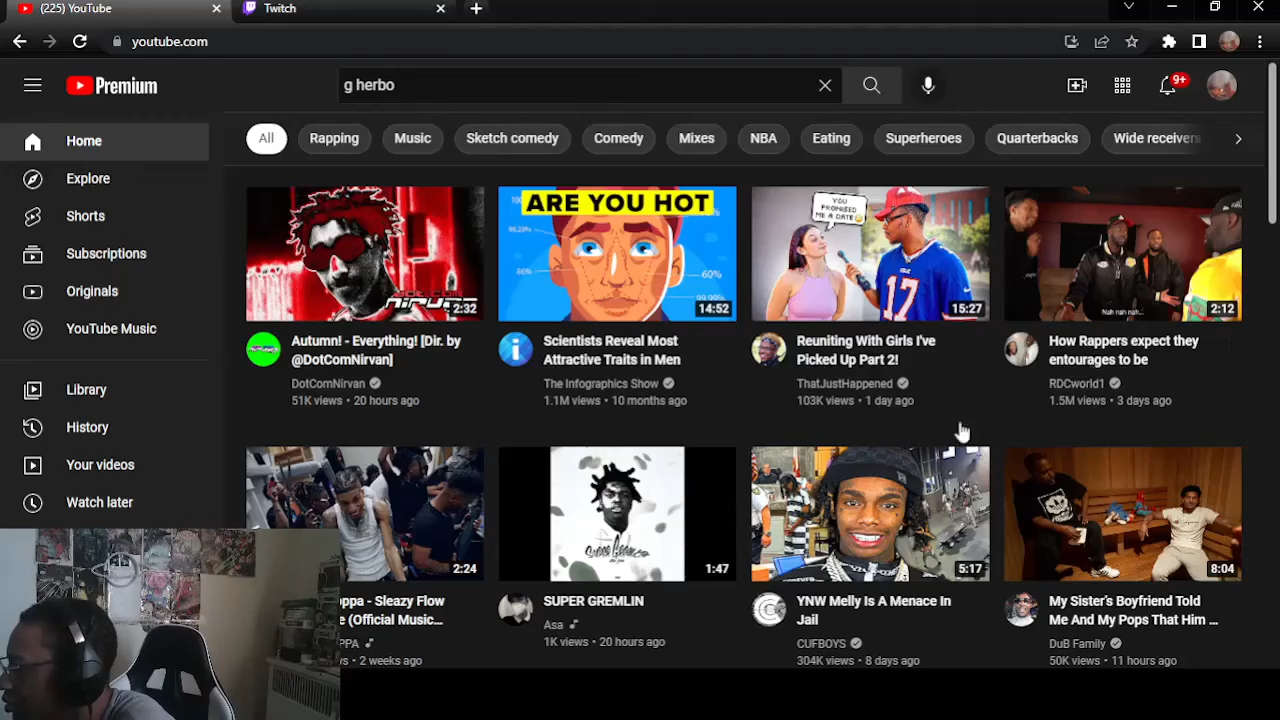 (225) YouTube
Twitch
youtube.com
Premium
g herbo
9+
Home
Explore
Shorts
Subscriptions
Originals
YouTube Music
Library
History
Your videos
Watch later
All
Rapping
Music
Sketch comedy
Comedy
Mixes
NBA
Eating
Superheroes
Quarterbacks
Wide receivers
2:32
Autumn! - Everything! [Dir. by
@DotComNirvan]
DotComNirvan
51K views • 20 hours ago
ARE YOU HOT
86%
60%
14:52
Scientists Reveal Most
Attractive Traits in Men
The Infographics Show
1.1M views • 10 months ago
YOU
PROMISED
ME A DATE
17
15:27
Reuniting With Girls I've
Picked Up Part 2!
ThatJustHappened
103K views • 1 day ago
Nah nah nah...
2:12
How Rappers expect they
entourages to be
RDCworld1
1.5M views • 3 days ago
2:24
oppa - Sleazy Flow
e (Official Music...
PPA
ws • 2 weeks ago
1:47
SUPER GREMLIN
Asa
1K views • 20 hours ago
5:17
YNW Melly Is A Menace In
Jail
CUFBOYS
304K views • 8 days ago
8:04
My Sister's Boyfriend Told
Me And My Pops That Him ...
DuB Family
50K views • 11 hours ago